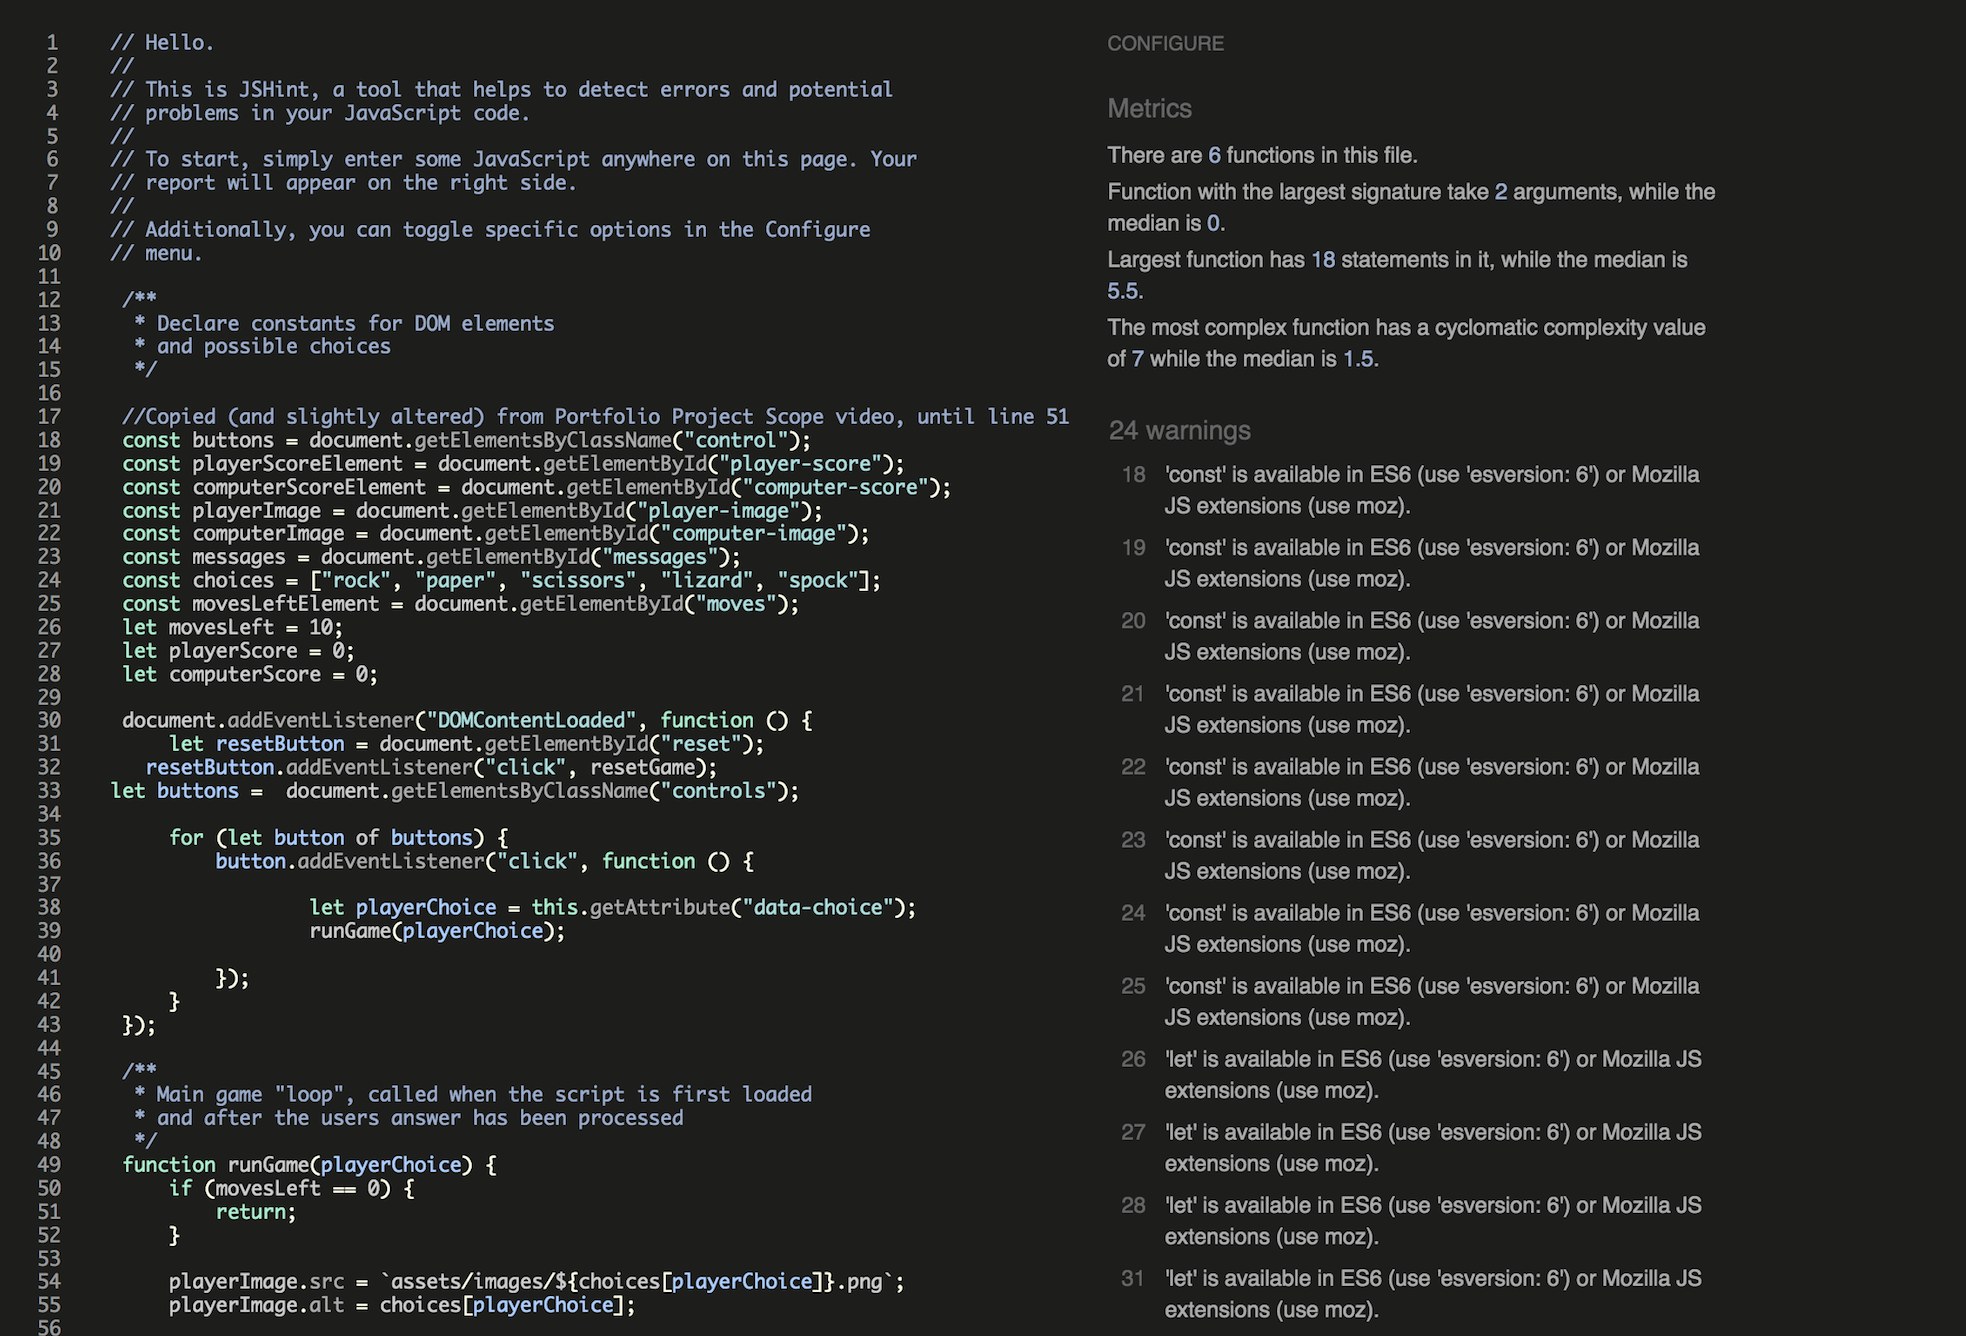 1 // Hello.
2 //
3 // This is JSHint, a tool that helps to detect errors and potential
4 // problems in your JavaScript code.
5 //
6 // To start, simply enter some JavaScript anywhere on this page. Your
7 // report will appear on the right side.
8 //
9 // Additionally, you can toggle specific options in the Configure
10 // menu.
11
12 /**
13 * Declare constants for DOM elements
14 * and possible choices
15 */
16
17 //Copied (and slightly altered) from Portfolio Project Scope video, until line 51
18 const buttons = document.getElementsByClassName("control");
19 const playerScoreElement = document.getElementById("player-score");
20 const computerScoreElement = document.getElementById("computer-score");
21 const playerImage = document.getElementById("player-image");
22 const computerImage = document.getElementById("computer-image");
23 const messages = document.getElementById("messages");
24 const choices = ["rock", "paper", "scissors", "lizard", "spock"];
25 const movesLeftElement = document.getElementById("moves");
26 let movesLeft = 10;
27 let playerScore = 0;
28 let computerScore = 0;
29
30 document.addEventListener("DOMContentLoaded", function () {
31 let resetButton = document.getElementById("reset");
32 resetButton.addEventListener("click", resetGame);
33 let buttons =  document.getElementsByClassName("controls");
34
35 for (let button of buttons) {
36 button.addEventListener("click", function () {
37
38 let playerChoice = this.getAttribute("data-choice");
39 runGame(playerChoice);
40
41 });
42 }
43 });
44
45 /**
46 * Main game "loop", called when the script is first loaded
47 * and after the users answer has been processed
48 */
49 function runGame(playerChoice) {
50 if (movesLeft == 0) {
51 return;
52 }
53
54 playerImage.src = `assets/images/${choices[playerChoice]}.png`;
55 playerImage.alt = choices[playerChoice];
56
CONFIGURE
Metrics
There are 6 functions in this file.
Function with the largest signature take 2 arguments, while the
median is 0.
Largest function has 18 statements in it, while the median is
5.5.
The most complex function has a cyclomatic complexity value
of 7 while the median is 1.5.
24 warnings
18 'const' is available in ES6 (use 'esversion: 6') or Mozilla
JS extensions (use moz).
19 'const' is available in ES6 (use 'esversion: 6') or Mozilla
JS extensions (use moz).
20 'const' is available in ES6 (use 'esversion: 6') or Mozilla
JS extensions (use moz).
21 'const' is available in ES6 (use 'esversion: 6') or Mozilla
JS extensions (use moz).
22 'const' is available in ES6 (use 'esversion: 6') or Mozilla
JS extensions (use moz).
23 'const' is available in ES6 (use 'esversion: 6') or Mozilla
JS extensions (use moz).
24 'const' is available in ES6 (use 'esversion: 6') or Mozilla
JS extensions (use moz).
25 'const' is available in ES6 (use 'esversion: 6') or Mozilla
JS extensions (use moz).
26 'let' is available in ES6 (use 'esversion: 6') or Mozilla JS
extensions (use moz).
27 'let' is available in ES6 (use 'esversion: 6') or Mozilla JS
extensions (use moz).
28 'let' is available in ES6 (use 'esversion: 6') or Mozilla JS
extensions (use moz).
31 'let' is available in ES6 (use 'esversion: 6') or Mozilla JS
extensions (use moz).